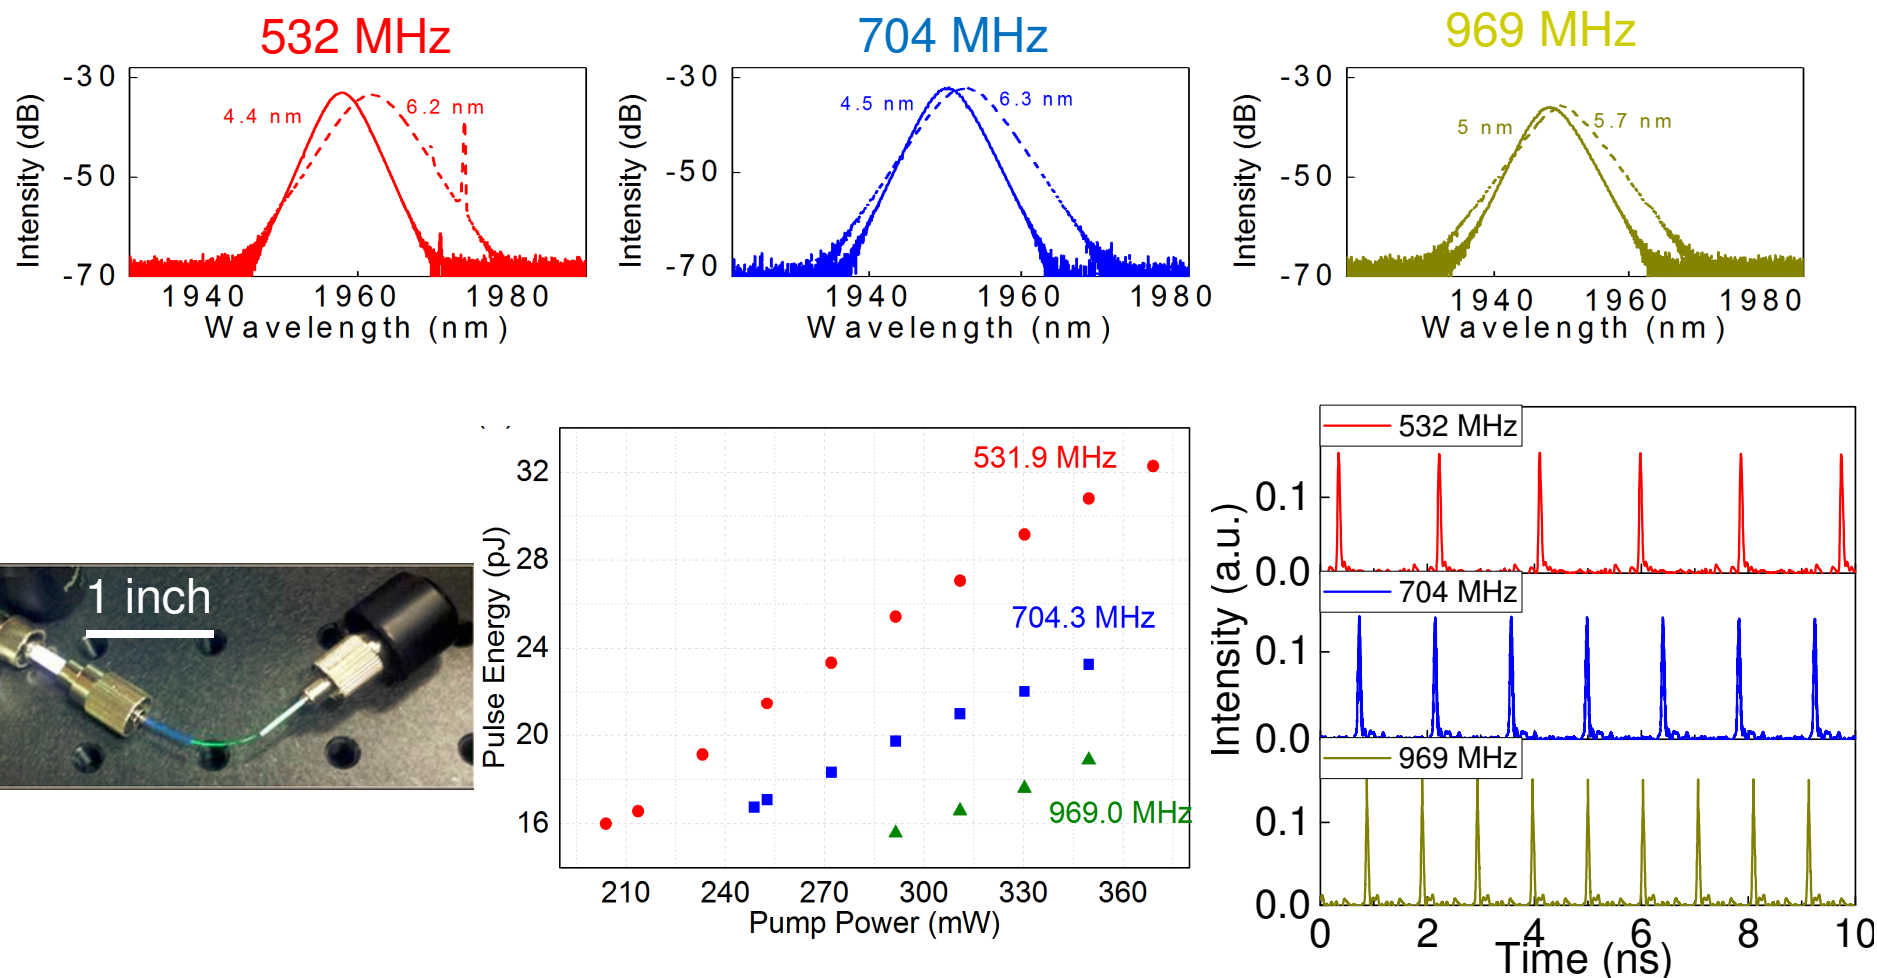 532 MHz
704 MHz
969 MHz
-30
-50
-70
Intensity (dB)
4.4 nm
6.2 nm
1940 1960 1980
Wavelength (nm)
-30
-50
-70
Intensity (dB)
4.5 nm
6.3 nm
1940 1960 1980
Wavelength (nm)
-30
-50
-70
Intensity (dB)
5 nm
5.7 nm
1940 1960 1980
Wavelength (nm)
1 inch
32
28
24
20
16
Pulse Energy (pJ)
531.9 MHz
704.3 MHz
969.0 MHz
210 240 270 300 330 360
Pump Power (mW)
Intensity (a.u.)
532 MHz
0.1
0.0
704 MHz
0.1
0.0
969 MHz
0.1
0.0
0 2 4 6 8 10
Time (ns)